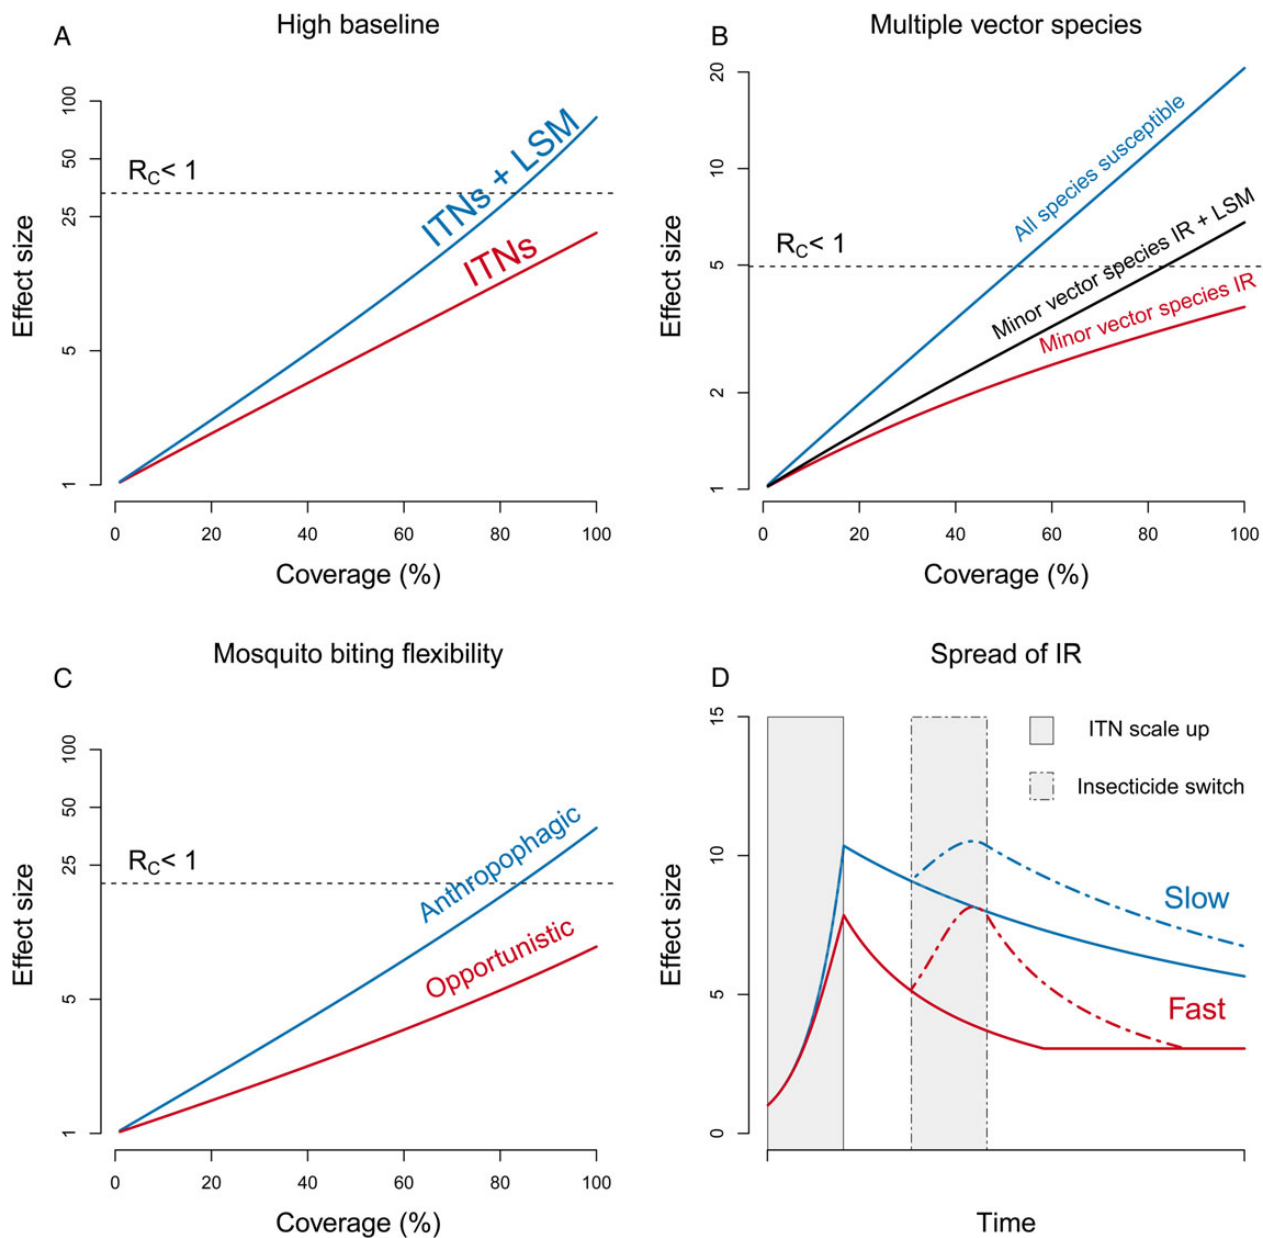 A
High baseline
100
50
25
5
1
Effect size
R_C < 1
ITNs + LSM
ITNs
0 20 40 60 80 100
Coverage (%)
B
Multiple vector species
20
10
5
2
1
Effect size
R_C < 1
All species susceptible
Minor vector species IR + LSM
Minor vector species IR
0 20 40 60 80 100
Coverage (%)
C
Mosquito biting flexibility
100
50
25
5
1
Effect size
R_C < 1
Anthropophagic
Opportunistic
0 20 40 60 80 100
Coverage (%)
D
Spread of IR
15
10
5
0
Effect size
ITN scale up
Insecticide switch
Slow
Fast
Time